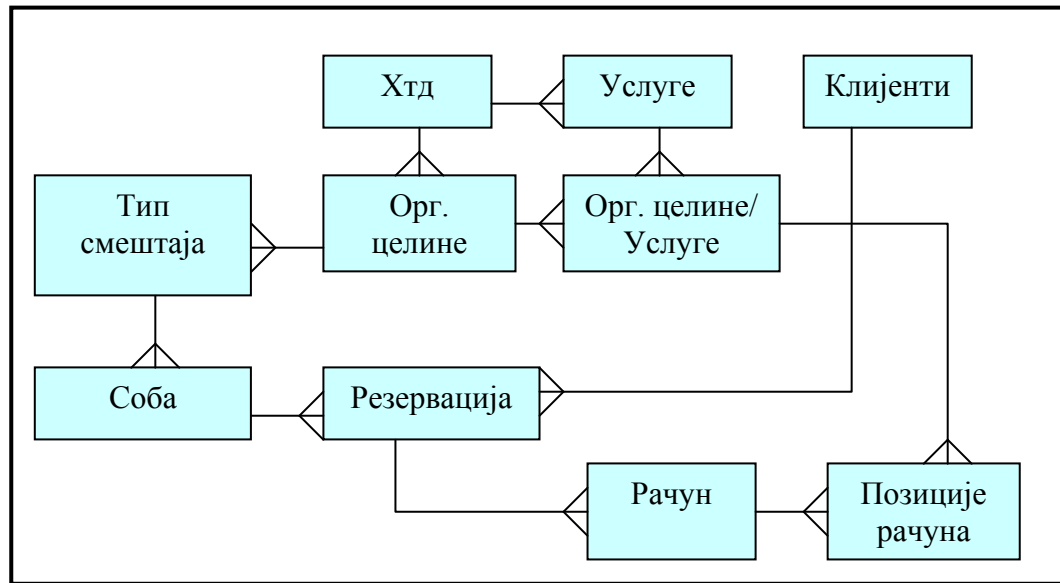 Хтд
Услуге
Клијенти
Тип
смештаја
Орг.
целине
Орг. целине/
Услуге
Соба
Резервација
Рачун
Позиције
рачуна